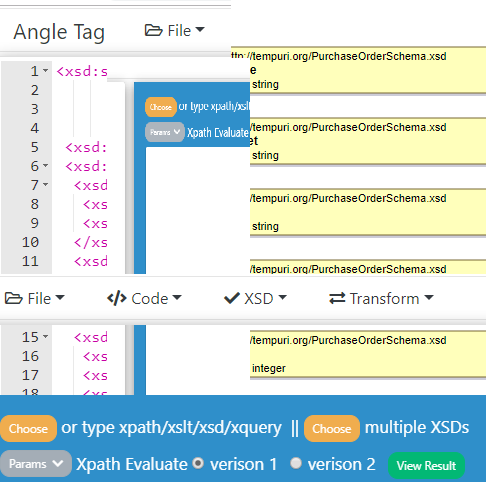 Angle Tag
File
ttp://tempuri.org/PurchaseOrderSchema.xsd
string
/tempuri.org/PurchaseOrderSchema.xsd
string
/tempuri.org/PurchaseOrderSchema.xsd
string
/tempuri.org/PurchaseOrderSchema.xsd
1 <xsd:s
2
3
4
5 <xsd:
6 <xsd:
7 <xsd
8 <xs
9 <xs
10 </xs
11 <xsd
Choose or type xpath/xsl
Params Xpath Evaluate
File Code XSD Transform
15 <xsd
16 <xs
17 <xs
18 <xs
/tempuri.org/PurchaseOrderSchema.xsd
integer
Choose or type xpath/xslt/xsd/xquery || Choose multiple XSDs
Params Xpath Evaluate verison 1 verison 2 View Result